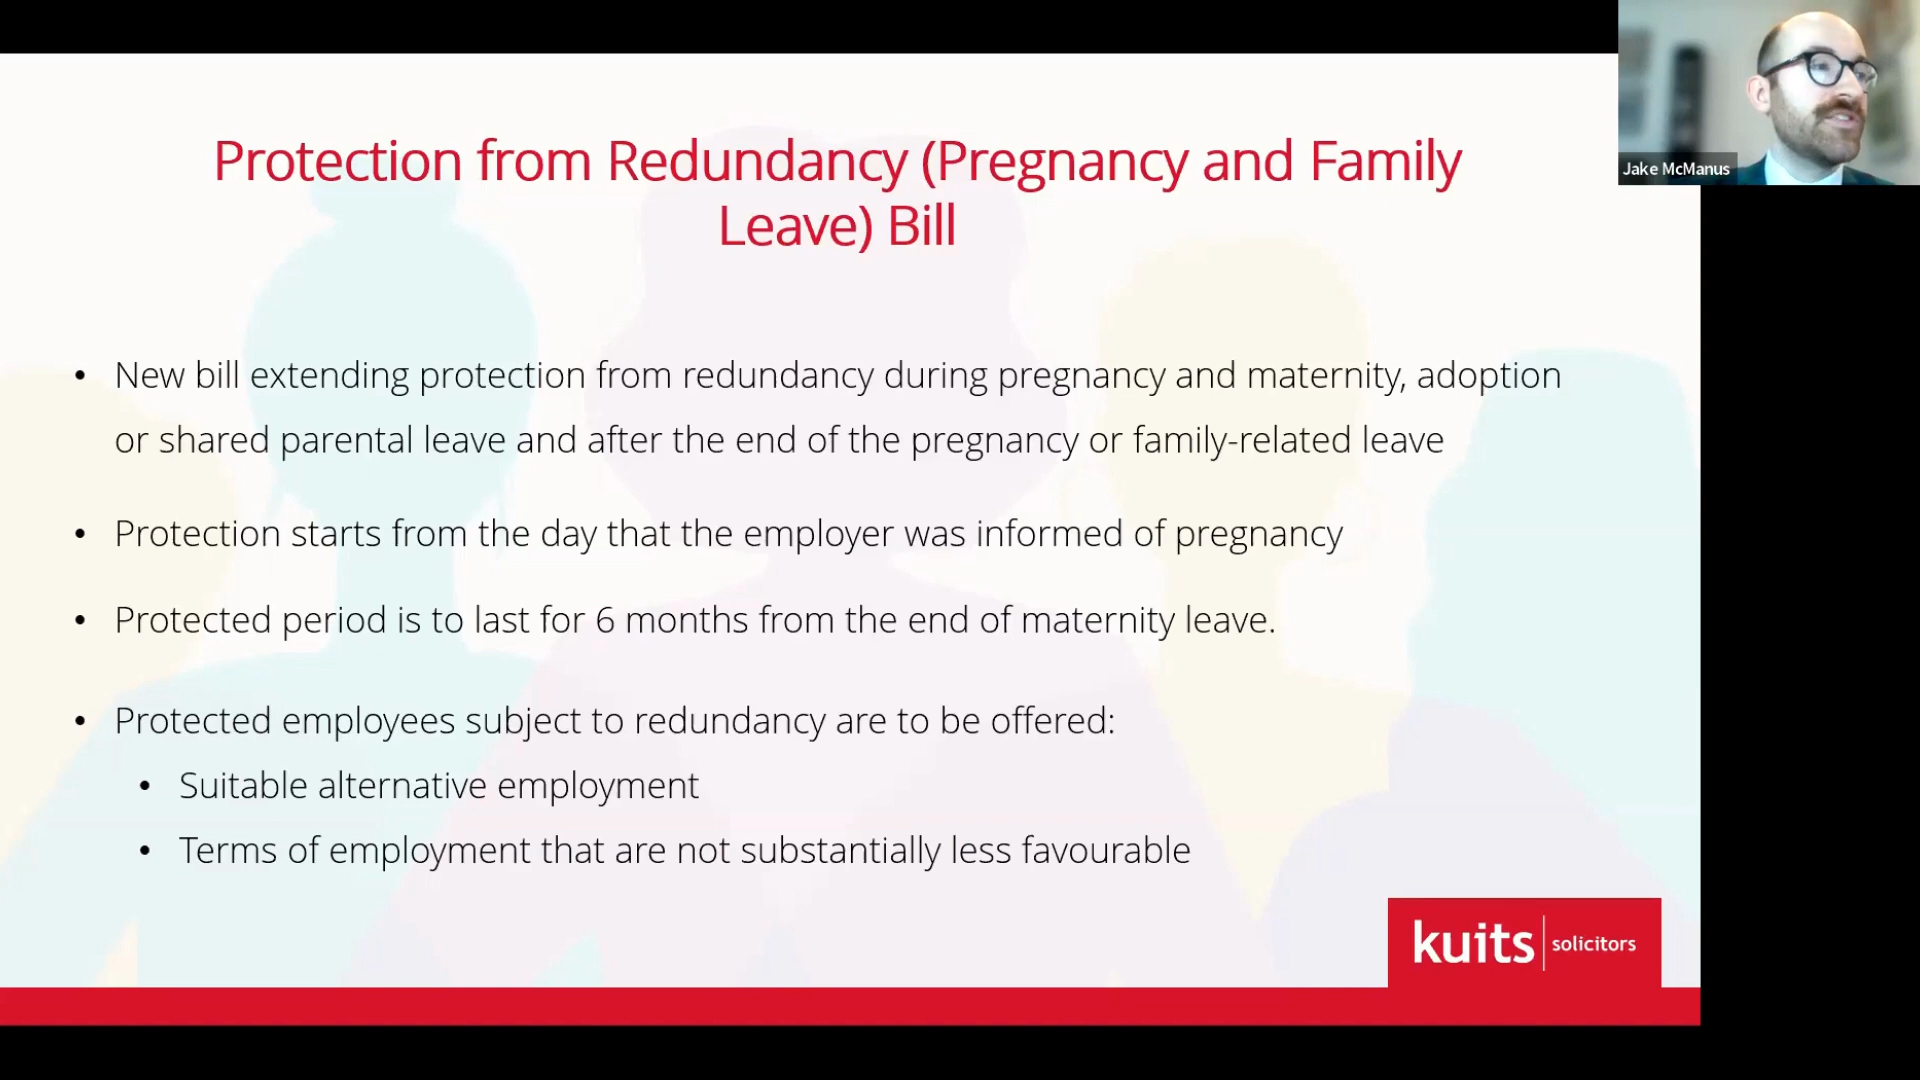 Protection from Redundancy (Pregnancy and Family
Leave) Bill
Jake McManus
• New bill extending protection from redundancy during pregnancy and maternity, adoption
or shared parental leave and after the end of the pregnancy or family-related leave
• Protection starts from the day that the employer was informed of pregnancy
• Protected period is to last for 6 months from the end of maternity leave.
• Protected employees subject to redundancy are to be offered:
• Suitable alternative employment
• Terms of employment that are not substantially less favourable
kuits solicitors